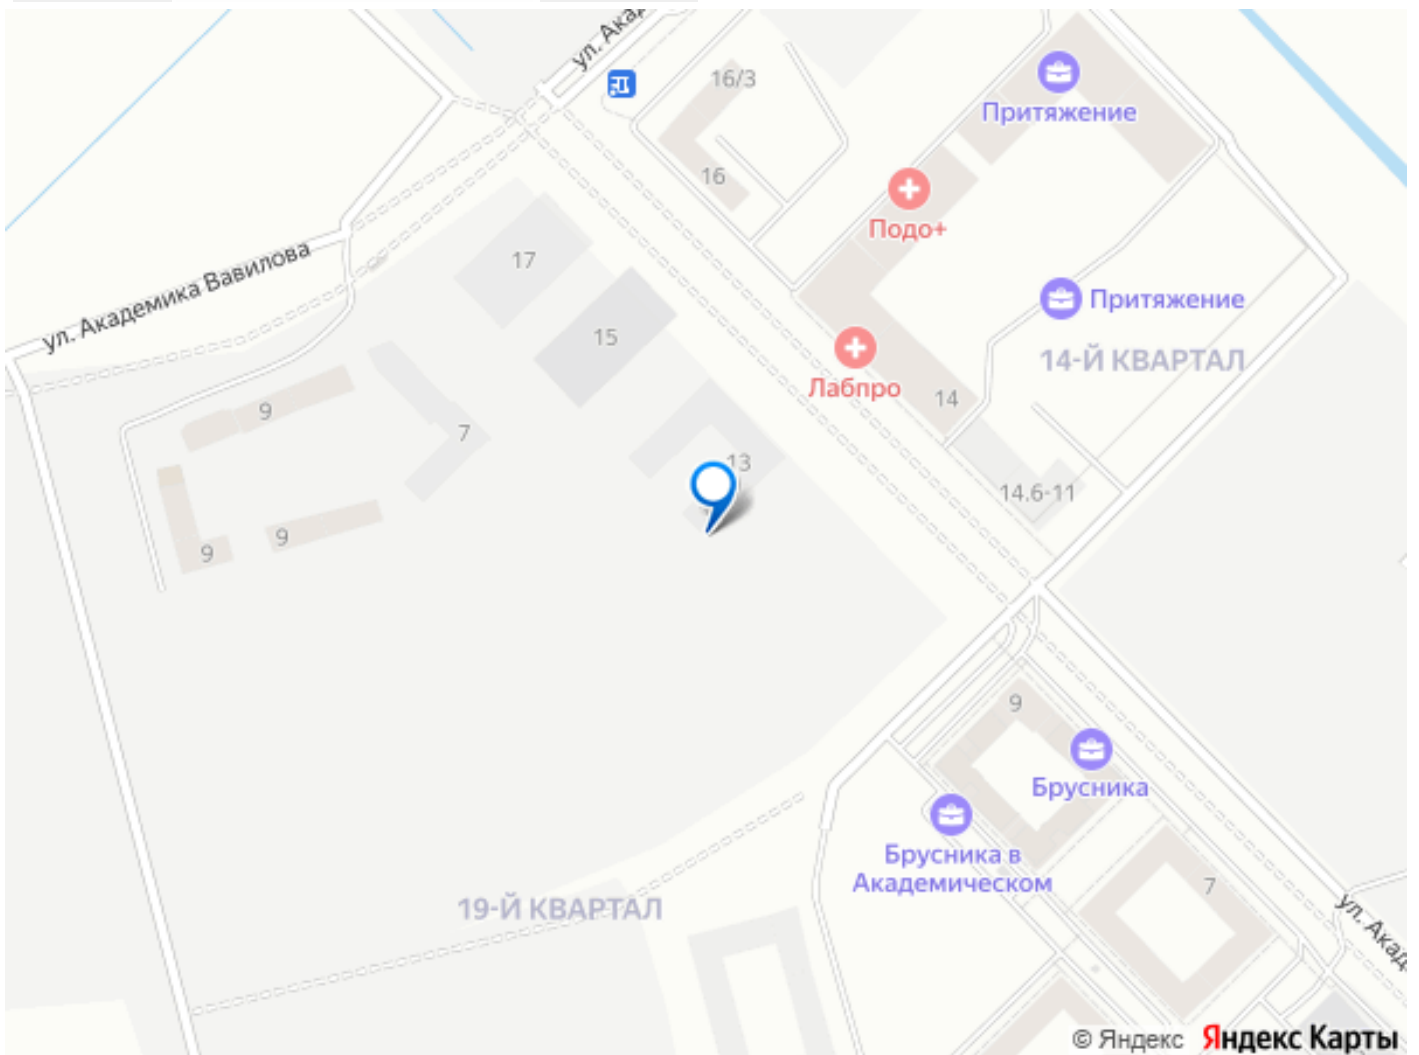 ул. Акад
16/3
Притяжение
16
Подо+
17
ул. Академика Вавилова
Притяжение
15
14-Й КВАРТАЛ
Лабпро
14
9
7
13
14.6-11
9
9
9
Брусника
Брусника в
Академическом
7
19-Й КВАРТАЛ
ул. Акад
© Яндекс Яндекс Карты